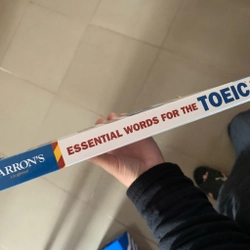 ARRON'S
ESSENTIAL WORDS FOR THE TOEIC